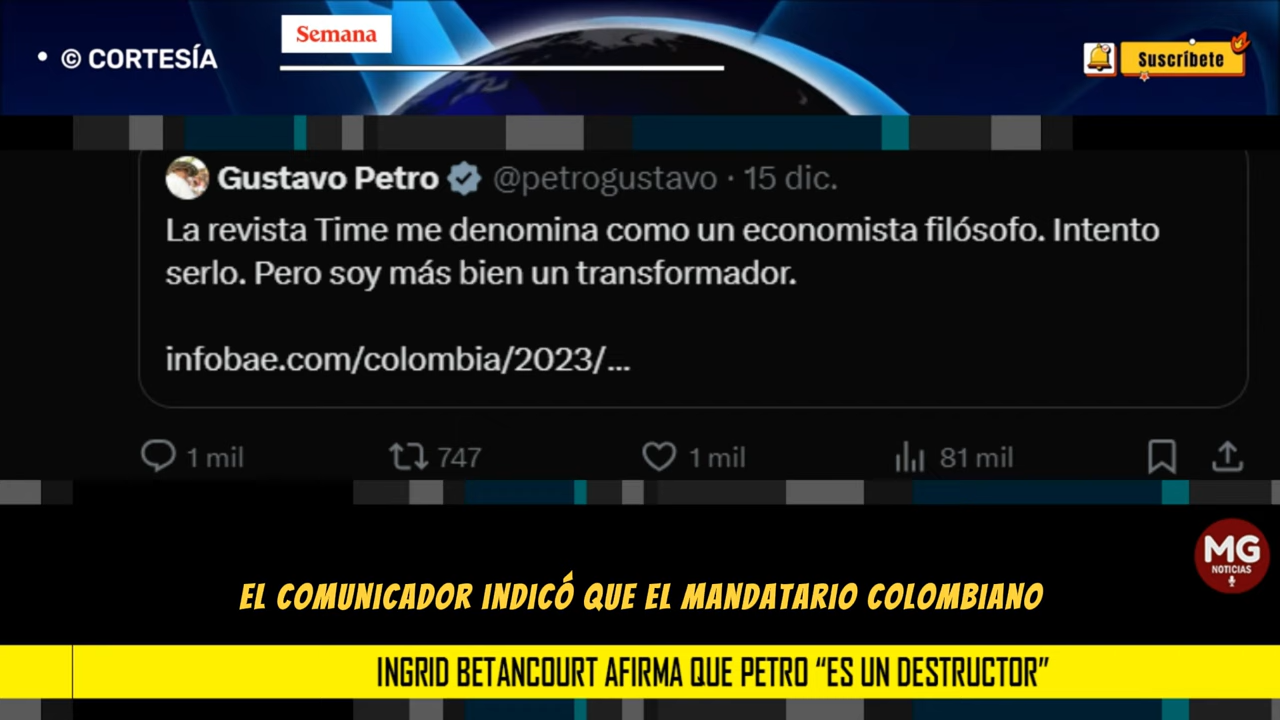 • © CORTESÍA
Semana
Suscríbete
Gustavo Petro @petrogustavo · 15 dic.
La revista Time me denomina como un economista filósofo. Intento
serlo. Pero soy más bien un transformador.
infobae.com/colombia/2023/...
1 mil 747 1 mil 81 mil
MG
NOTICIAS
EL COMUNICADOR INDICÓ QUE EL MANDATARIO COLOMBIANO
INGRID BETANCOURT AFIRMA QUE PETRO “ES UN DESTRUCTOR”